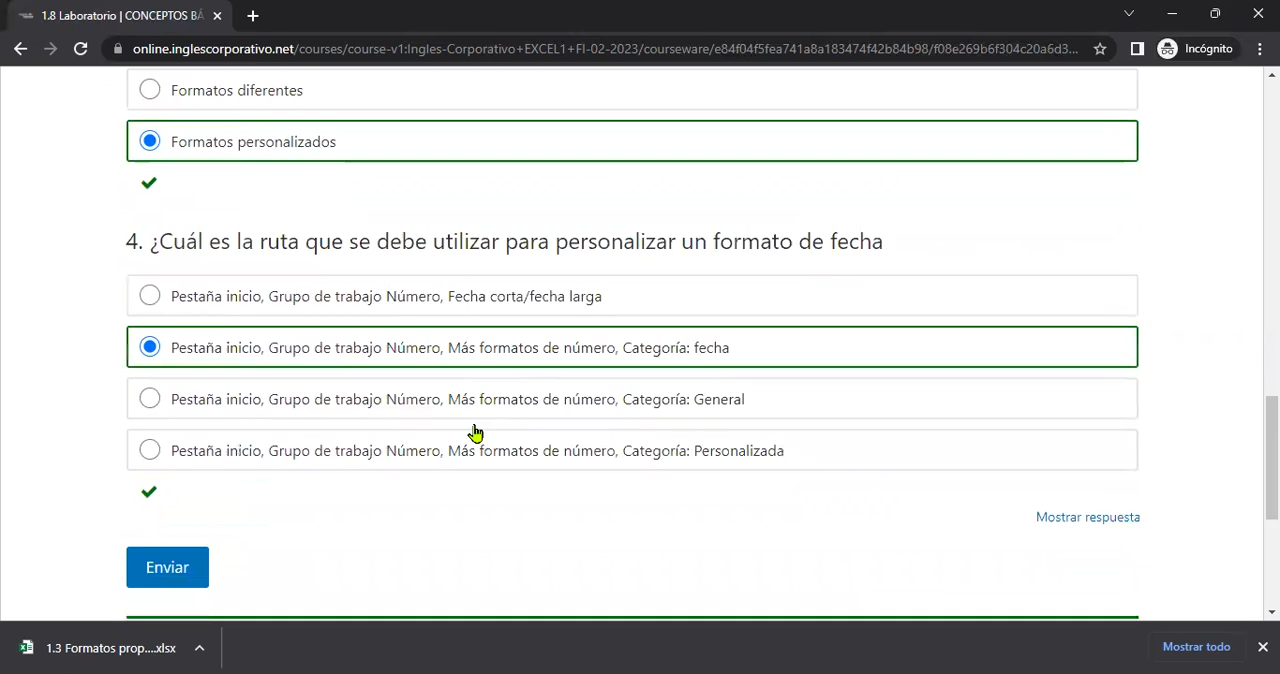 1.8 Laboratorio | CONCEPTOS BÁ
online.inglescorporativo.net/courses/course-v1:Ingles-Corporativo+EXCEL1+FI-02-2023/courseware/e84f04f5fea741a8a183474f42b84b98/f08e269b6f304c20a6d3...
Incógnito
Formatos diferentes
Formatos personalizados
4. ¿Cuál es la ruta que se debe utilizar para personalizar un formato de fecha
Pestaña inicio, Grupo de trabajo Número, Fecha corta/fecha larga
Pestaña inicio, Grupo de trabajo Número, Más formatos de número, Categoría: fecha
Pestaña inicio, Grupo de trabajo Número, Más formatos de número, Categoría: General
Pestaña inicio, Grupo de trabajo Número, Más formatos de número, Categoría: Personalizada
Mostrar respuesta
Enviar
1.3 Formatos prop....xlsx
Mostrar todo